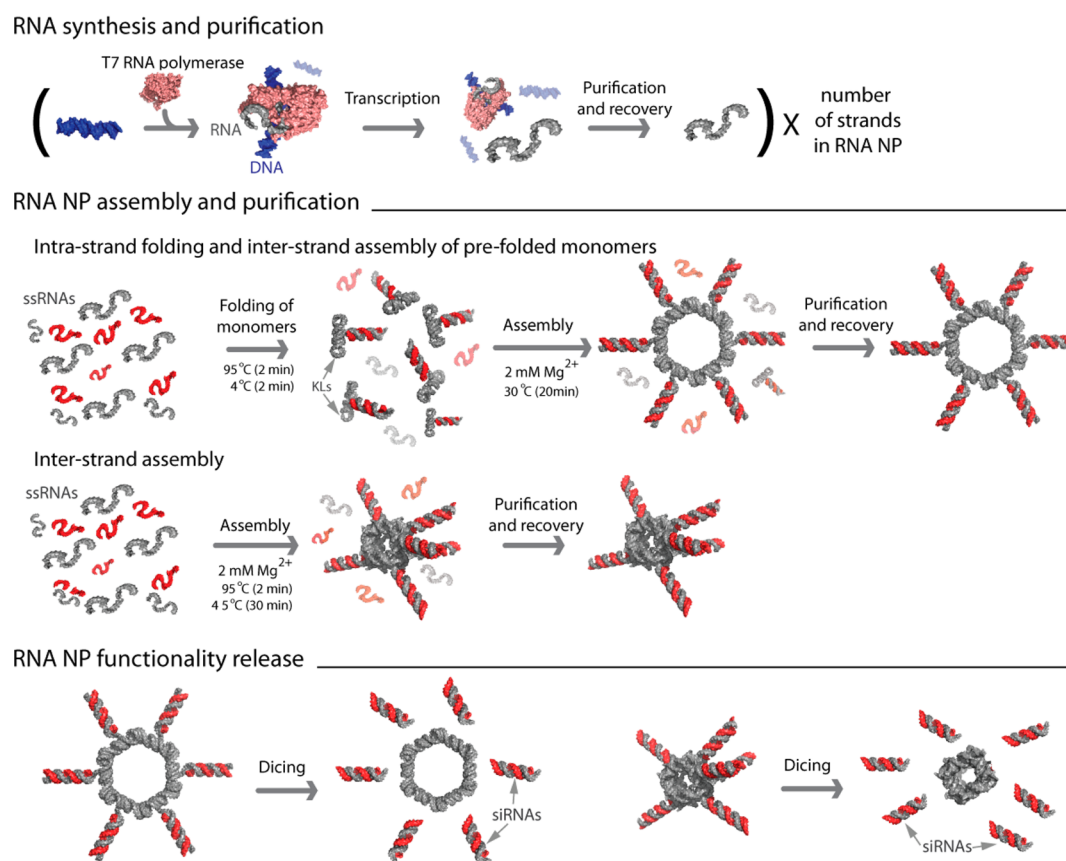 RNA synthesis and purification
T7 RNA polymerase
RNA
DNA
Transcription
Purification
and recovery
X
number
of strands
in RNA NP
RNA NP assembly and purification
Intra-strand folding and inter-strand assembly of pre-folded monomers
ssRNAs
Folding of
monomers
95°C (2 min)
4°C (2 min)
KLs
Assembly
2 mM Mg2+
30 °C (20min)
Purification
and recovery
Inter-strand assembly
ssRNAs
Assembly
2 mM Mg2+
95°C (2 min)
4 5°C (30 min)
Purification
and recovery
RNA NP functionality release
Dicing
siRNAs
Dicing
siRNAs